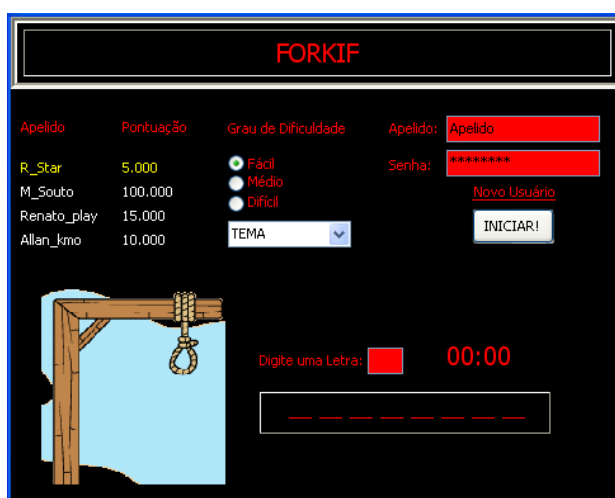 FORKIF
Apelido Pontuação Grau de Dificuldade Apelido: Apelido
R_Star 5.000 Fácil Senha: ********
M_Souto 100.000 Médio Novo Usuário
Renato_play 15.000 Difícil INICIAR!
Allan_kmo 10.000 TEMA
Digite uma Letra: 00:00
_ _ _ _ _ _ _ _ _